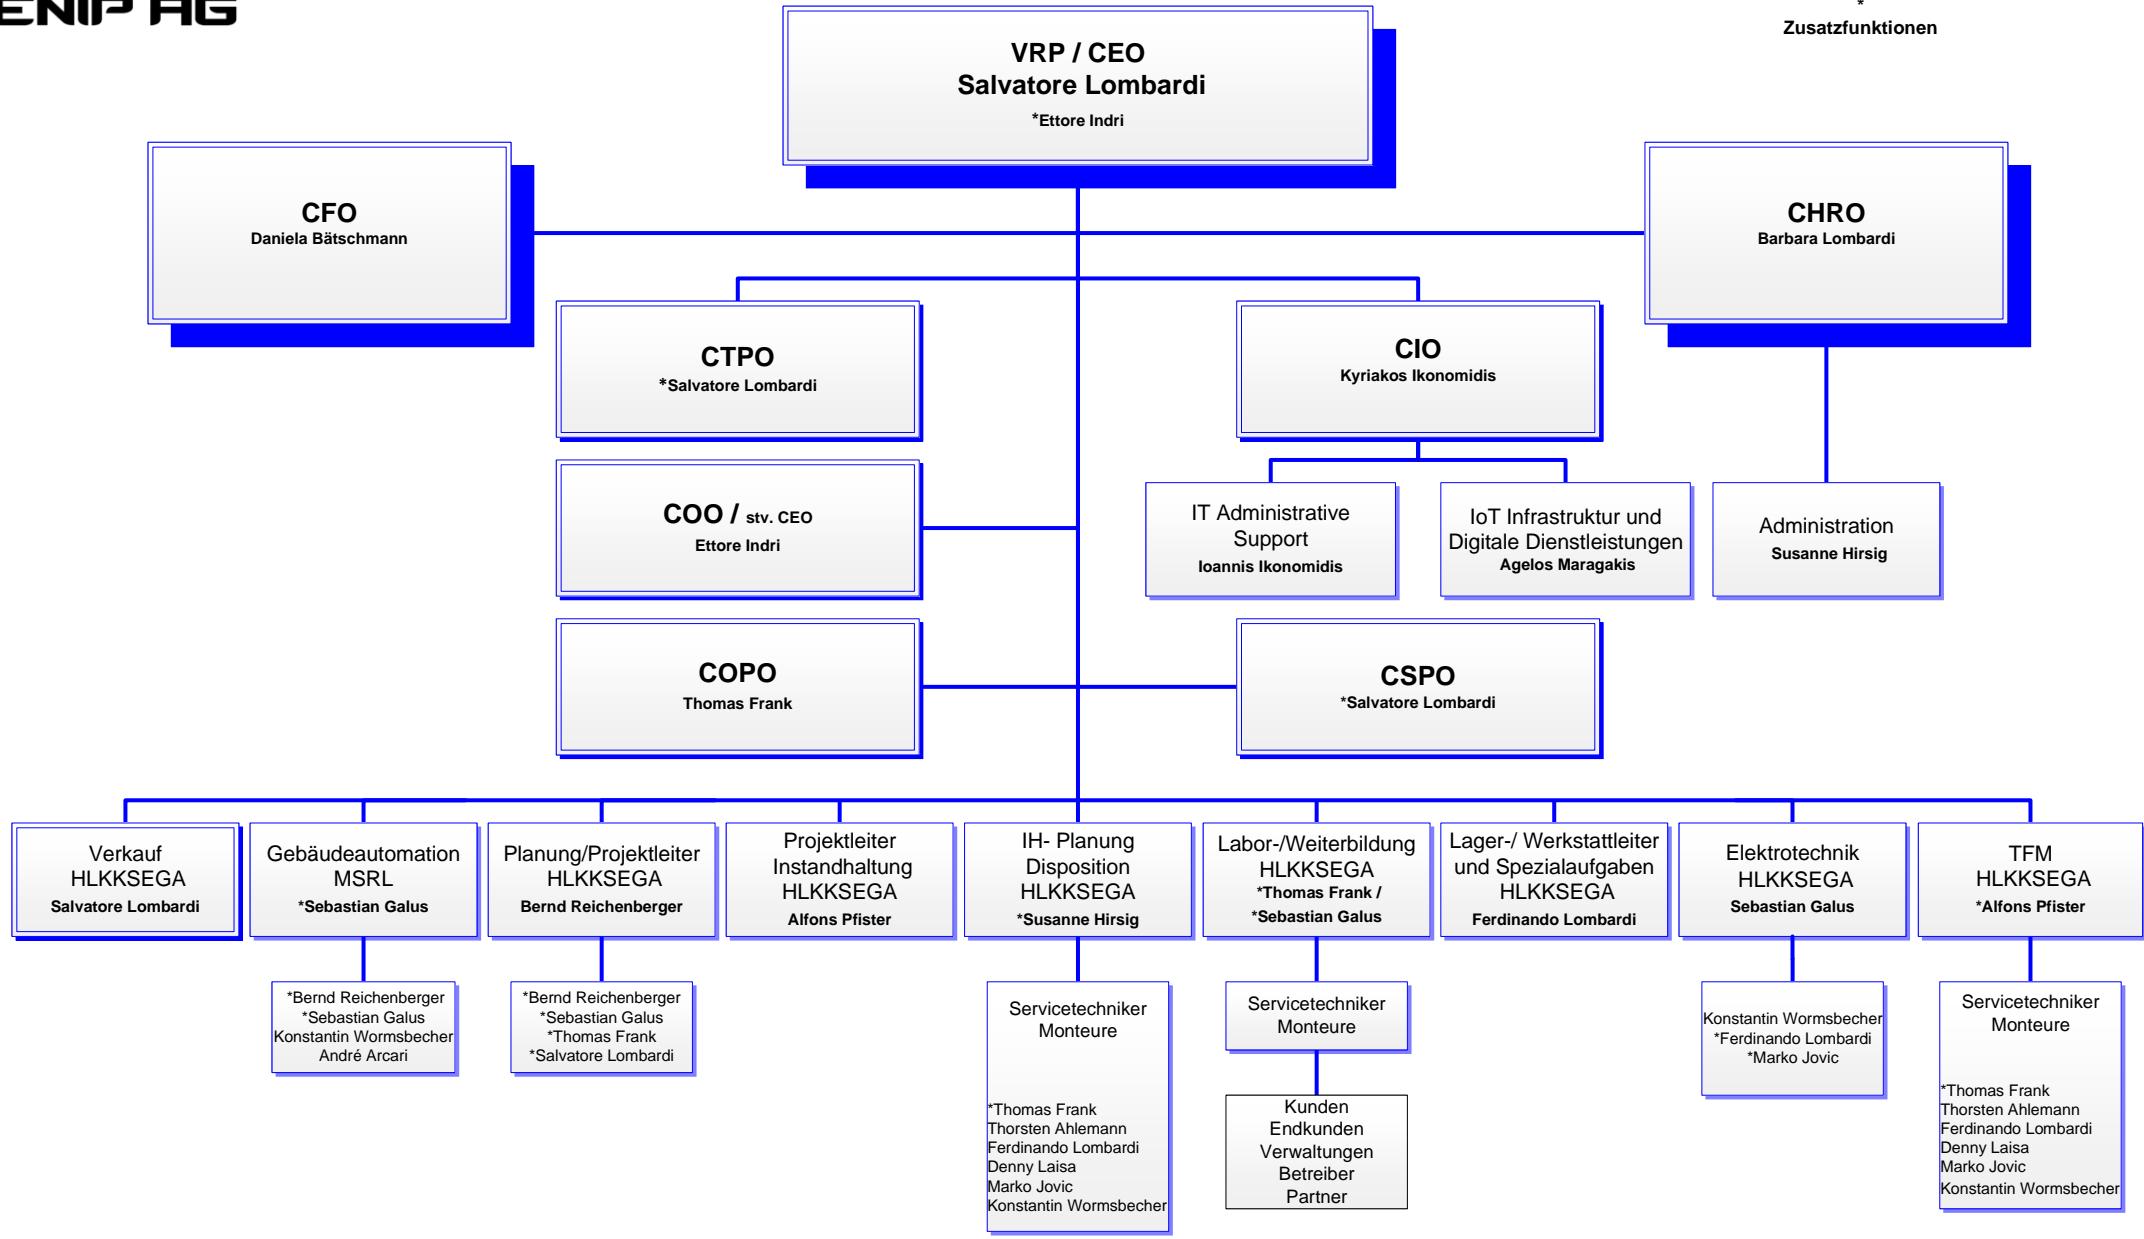 ENIP AG
*
Zusatzfunktionen
VRP / CEO
Salvatore Lombardi
*Ettore Indri
CFO
Daniela Bätschmann
CHRO
Barbara Lombardi
CTPO
*Salvatore Lombardi
CIO
Kyriakos Ikonomidis
COO / stv. CEO
Ettore Indri
IT Administrative
Support
Ioannis Ikonomidis
IoT Infrastruktur und
Digitale Dienstleistungen
Agelos Maragakis
Administration
Susanne Hirsig
COPO
Thomas Frank
CSPO
*Salvatore Lombardi
Verkauf
HLKKSEGA
Salvatore Lombardi
Gebäudeautomation
MSRL
*Sebastian Galus
Planung/Projektleiter
HLKKSEGA
Bernd Reichenberger
Projektleiter
Instandhaltung
HLKKSEGA
Alfons Pfister
IH- Planung
Disposition
HLKKSEGA
*Susanne Hirsig
Labor-/Weiterbildung
HLKKSEGA
*Thomas Frank /
*Sebastian Galus
Lager-/ Werkstattleiter
und Spezialaufgaben
HLKKSEGA
Ferdinando Lombardi
Elektrotechnik
HLKKSEGA
Sebastian Galus
TFM
HLKKSEGA
*Alfons Pfister
*Bernd Reichenberger
*Sebastian Galus
Konstantin Wormsbecher
André Arcari
*Bernd Reichenberger
*Sebastian Galus
*Thomas Frank
*Salvatore Lombardi
Servicetechniker
Monteure
*Thomas Frank
Thorsten Ahlemann
Ferdinando Lombardi
Denny Laisa
Marko Jovic
Konstantin Wormsbecher
Servicetechniker
Monteure
Kunden
Endkunden
Verwaltungen
Betreiber
Partner
Konstantin Wormsbecher
*Ferdinando Lombardi
*Marko Jovic
Servicetechniker
Monteure
*Thomas Frank
Thorsten Ahlemann
Ferdinando Lombardi
Denny Laisa
Marko Jovic
Konstantin Wormsbecher